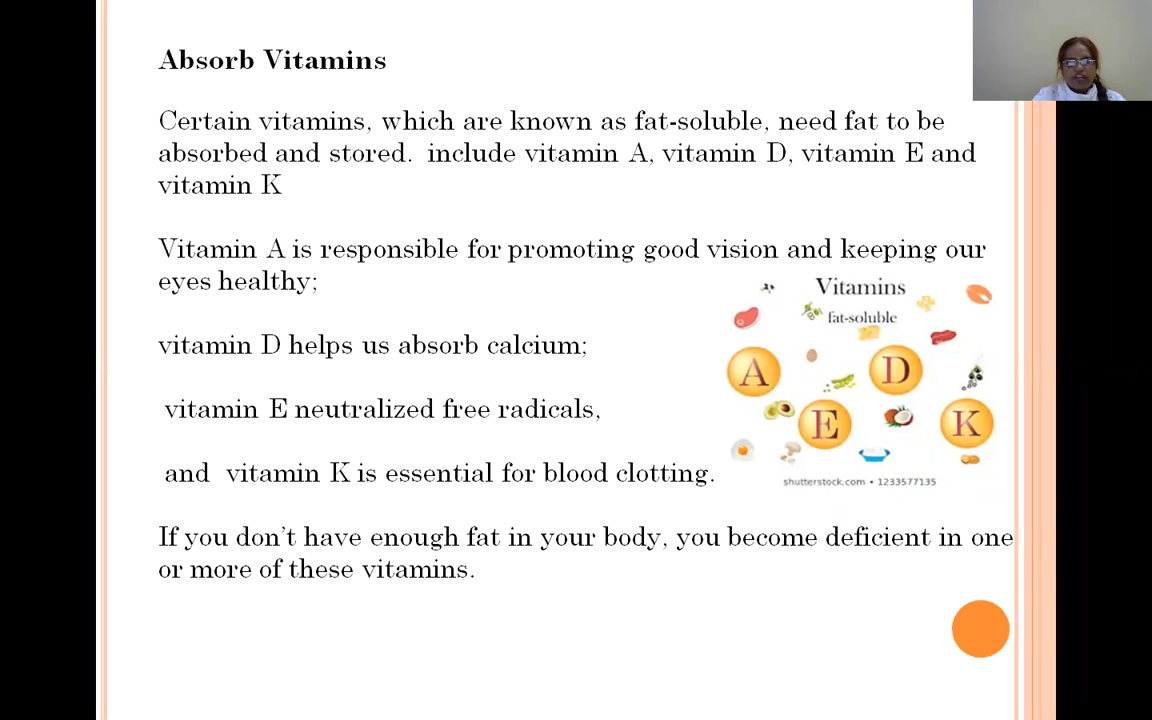 Absorb Vitamins
Certain vitamins, which are known as fat-soluble, need fat to be
absorbed and stored.  include vitamin A, vitamin D, vitamin E and
vitamin K
Vitamin A is responsible for promoting good vision and keeping our
eyes healthy;
Vitamins
fat-soluble
vitamin D helps us absorb calcium;
A
D
vitamin E neutralized free radicals,
E
K
and  vitamin K is essential for blood clotting.
shutterstock.com • 1233577135
If you don't have enough fat in your body, you become deficient in one
or more of these vitamins.